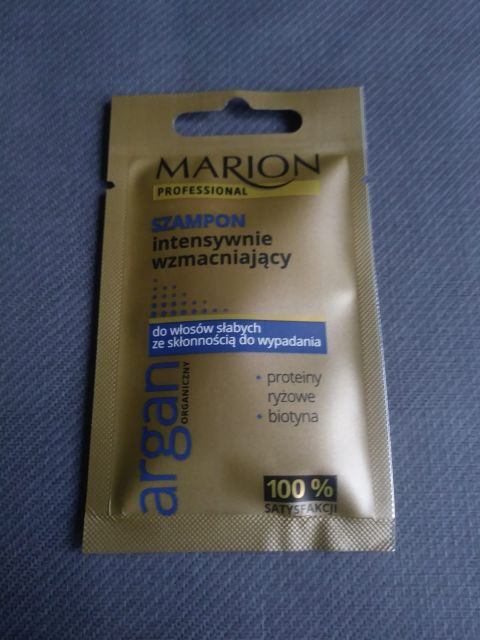 MARION
PROFESSIONAL
SZAMPON
intensywnie
wzmacniający
do włosów słabych
ze skłonnością do wypadania
argan
ORGANICZNY
• proteiny
ryżowe
• biotyna
100 %
SATYSFAKCJI